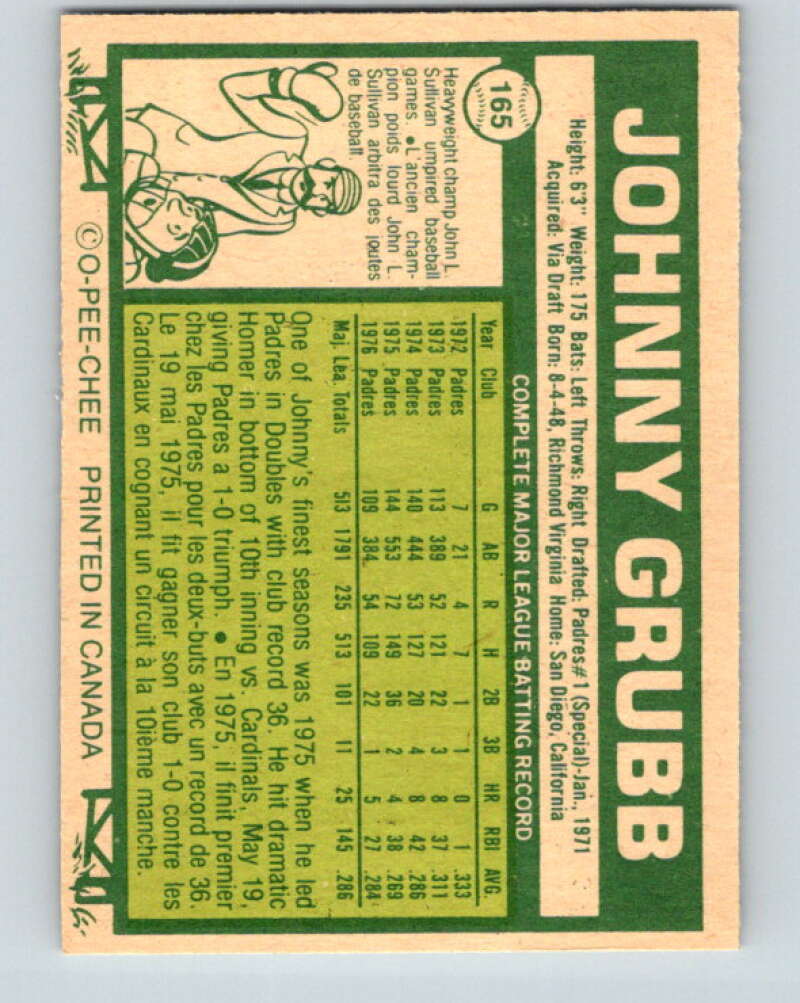 JOHNNY GRUBB
Height: 6'3" Weight: 175 Bats: Left Throws: Right Drafted: Padres #1 (Special)-Jan., 1971
Acquired: Via Draft Born: 8-4-48, Richmond Virginia Home: San Diego, California
165
COMPLETE MAJOR LEAGUE BATTING RECORD
Heavyweight champ John L.
Sullivan umpired baseball
games. ● L'ancien cham-
pion poids lourd John L.
Sullivan arbitra des joutes
de baseball.
Year Club G AB R H 2B 3B HR RBI AVG.
1972 Padres 7 21 4 7 1 1 0 1 .333
1973 Padres 113 389 52 121 22 3 8 37 .311
1974 Padres 140 444 53 127 20 4 8 42 .286
1975 Padres 144 553 72 149 36 2 4 38 .269
1976 Padres 109 384 54 109 22 1 5 27 .284
Maj. Lea. Totals 513 1791 235 513 101 11 25 145 .286
One of Johnny's finest seasons was 1975 when he led
Padres in Doubles with club record 36. He hit dramatic
Homer in bottom of 10th inning vs. Cardinals, May 19,
giving Padres a 1-0 triumph. ● En 1975, il finit premier
chez les Padres pour les deux-buts avec un record de 36.
Le 19 mai 1975, il fit gagner son club 1-0 contre les
Cardinaux en cognant un circuit à la 10ième manche.
©O-PEE-CHEE PRINTED IN CANADA